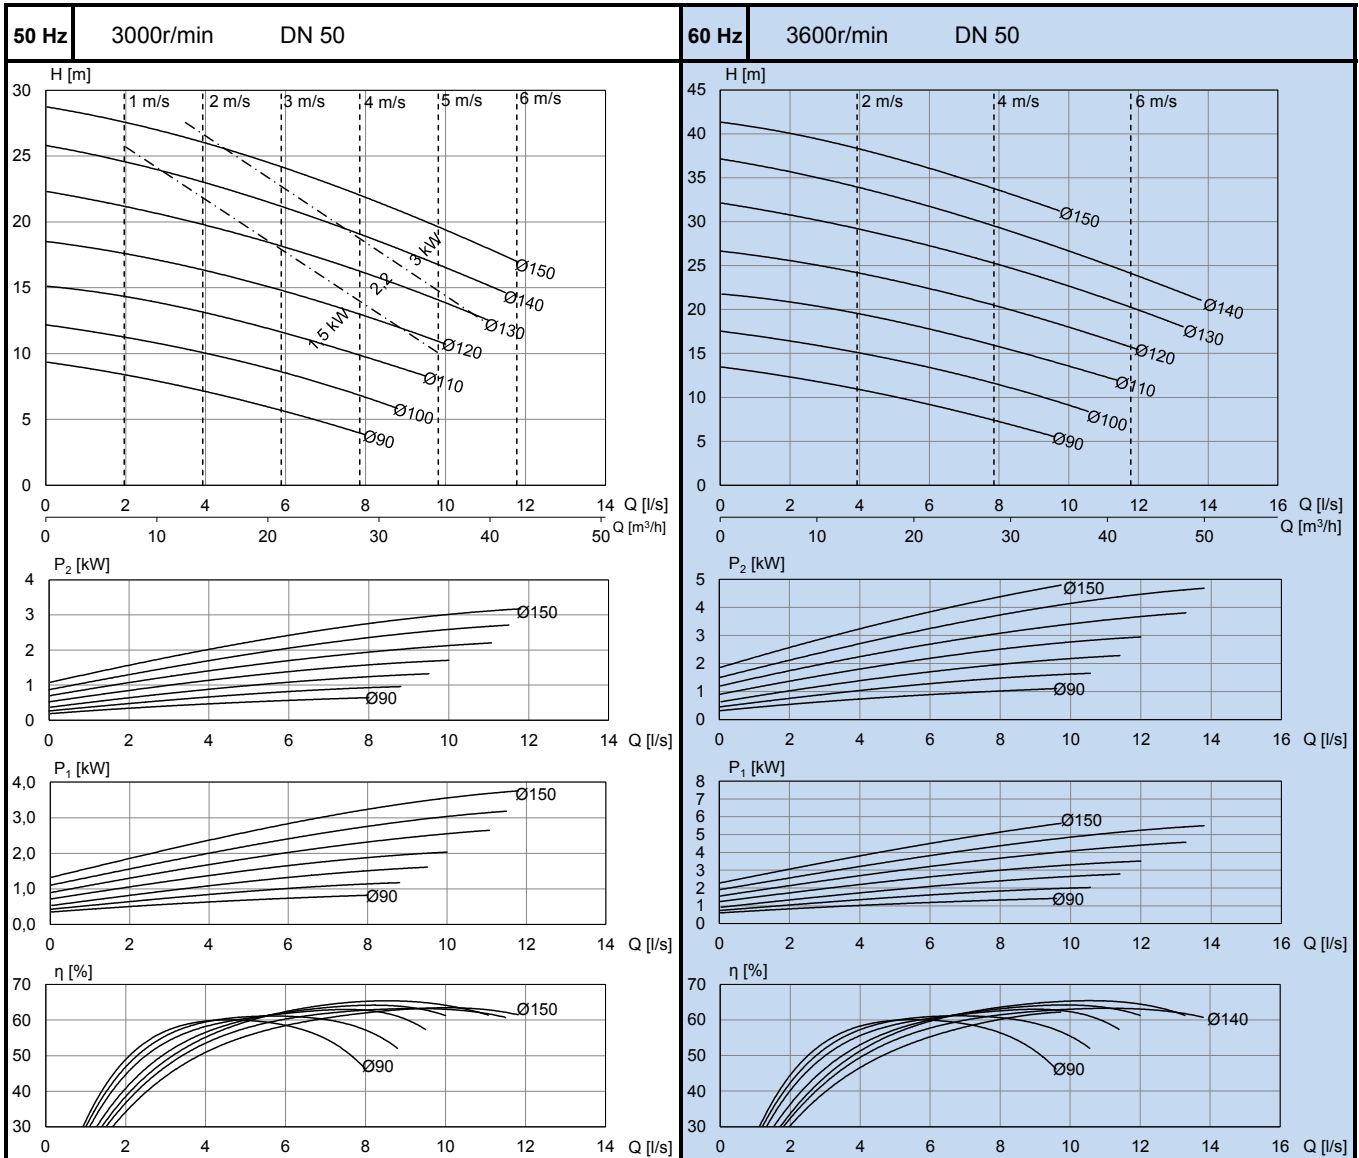 50 Hz 3000r/min DN 50
H [m]
30 1 m/s 2 m/s 3 m/s 4 m/s 5 m/s 6 m/s
25
20
15
10
5
0
3 kW
2,2
1,5 kW
Ø150
Ø140
Ø130
Ø120
Ø110
Ø100
Ø90
0 2 4 6 8 10 12 14 Q [l/s]
0 10 20 30 40 50 Q [m³/h]
P₂ [kW]
4
3 Ø150
2
1 Ø90
0
0 2 4 6 8 10 12 14 Q [l/s]
P₁ [kW]
4,0 Ø150
3,0
2,0
1,0 Ø90
0,0
0 2 4 6 8 10 12 14 Q [l/s]
η [%]
70
60 Ø150
50 Ø90
40
30
0 2 4 6 8 10 12 14 Q [l/s]
60 Hz 3600r/min DN 50
H [m]
45 2 m/s 4 m/s 6 m/s
40
35
30
25
20
15
10
5
0
Ø150
Ø140
Ø130
Ø120
Ø110
Ø100
Ø90
0 2 4 6 8 10 12 14 16 Q [l/s]
0 10 20 30 40 50 Q [m³/h]
P₂ [kW]
5 Ø150
4
3
2
1 Ø90
0
0 2 4 6 8 10 12 14 16 Q [l/s]
P₁ [kW]
8
7
6 Ø150
5
4
3
2
1 Ø90
0
0 2 4 6 8 10 12 14 16 Q [l/s]
η [%]
70
60 Ø140
50 Ø90
40
30
0 2 4 6 8 10 12 14 16 Q [l/s]